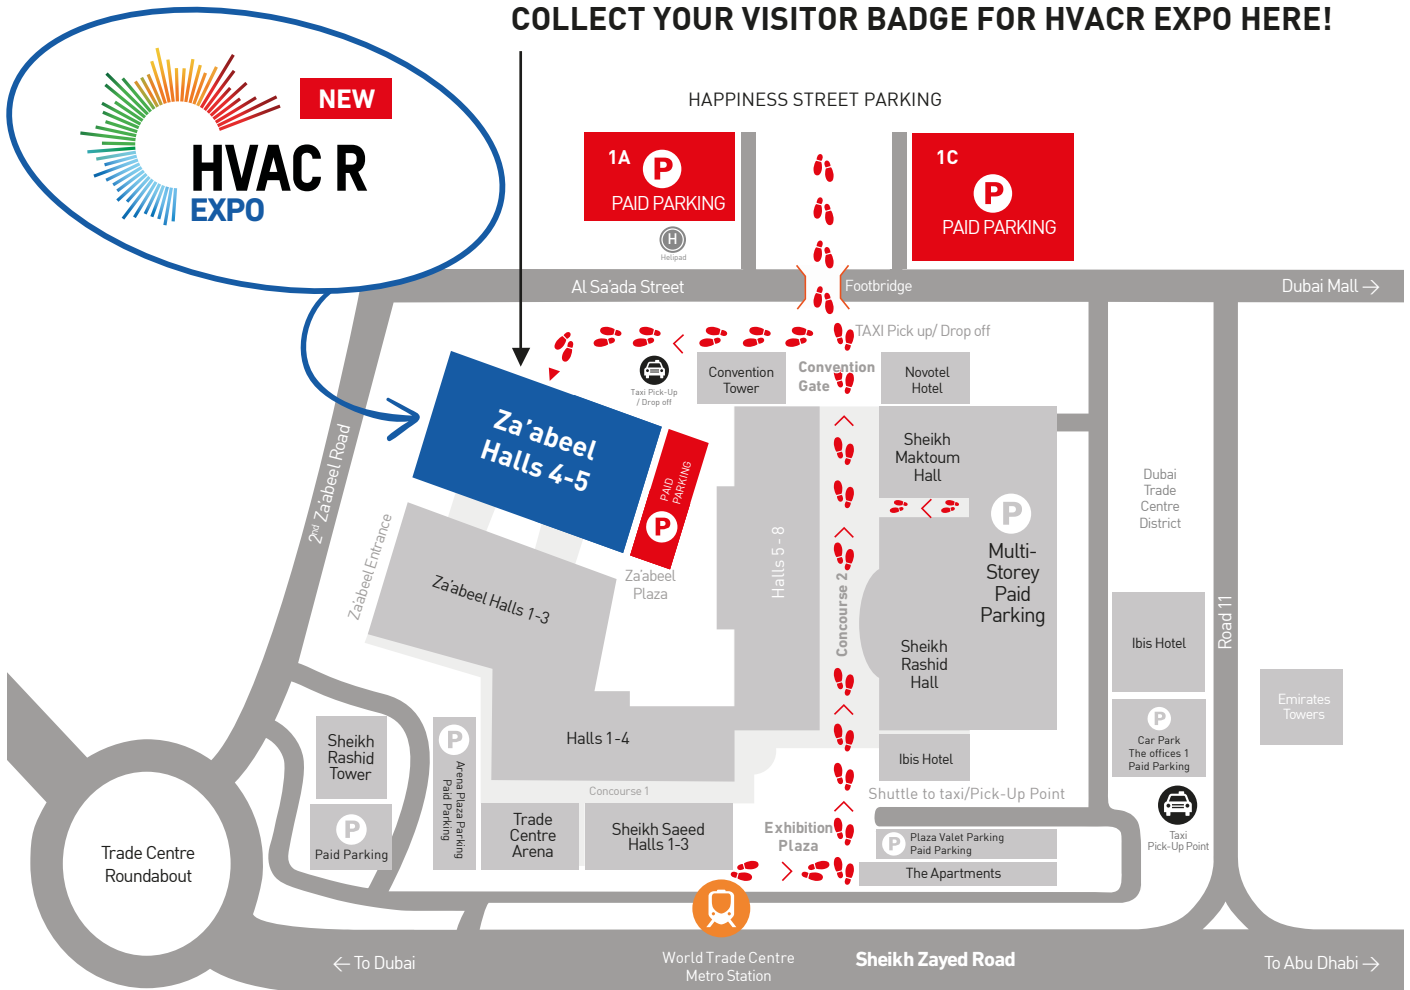 COLLECT YOUR VISITOR BADGE FOR HVACR EXPO HERE!
NEW
HVAC R
EXPO
HAPPINESS STREET PARKING
1A
P
PAID PARKING
1C
P
PAID PARKING
H
Helipad
Al Sa'ada Street
Footbridge
Dubai Mall →
TAXI Pick up/ Drop off
Convention
Gate
Convention
Tower
Novotel
Hotel
Taxi Pick-Up
/ Drop off
Za'abeel
Halls 4-5
PAID
PARKING
P
2nd Za'abeel Road
Za'abeel Entrance
Za'abeel Halls 1-3
Za'abeel
Plaza
Halls 5 - 8
Concourse 2
Sheikh
Maktoum
Hall
P
Multi-
Storey
Paid
Parking
Sheikh
Rashid
Hall
Dubai
Trade
Centre
District
Ibis Hotel
Road 11
Emirates
Towers
P
Car Park
The offices 1
Paid Parking
Taxi
Pick-Up Point
Halls 1-4
Ibis Hotel
Shuttle to taxi/Pick-Up Point
Concourse 1
Sheikh
Rashid
Tower
P
Paid Parking
P
Arena Plaza Parking
Paid Parking
Trade
Centre
Arena
Sheikh Saeed
Halls 1-3
Exhibition
Plaza
P
Plaza Valet Parking
Paid Parking
The Apartments
Trade Centre
Roundabout
← To Dubai
World Trade Centre
Metro Station
Sheikh Zayed Road
To Abu Dhabi →